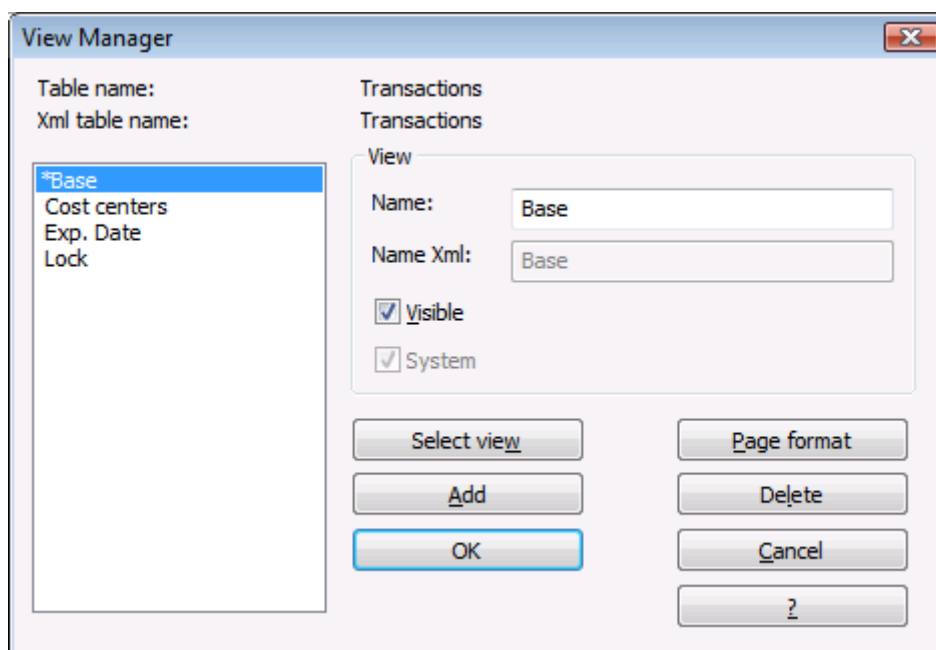 View Manager
Table name: Transactions
Xml table name: Transactions
*Base
Cost centers
Exp. Date
Lock
View
Name: Base
Name Xml: Base
Visible
System
Select view Page format
Add Delete
OK Cancel
?